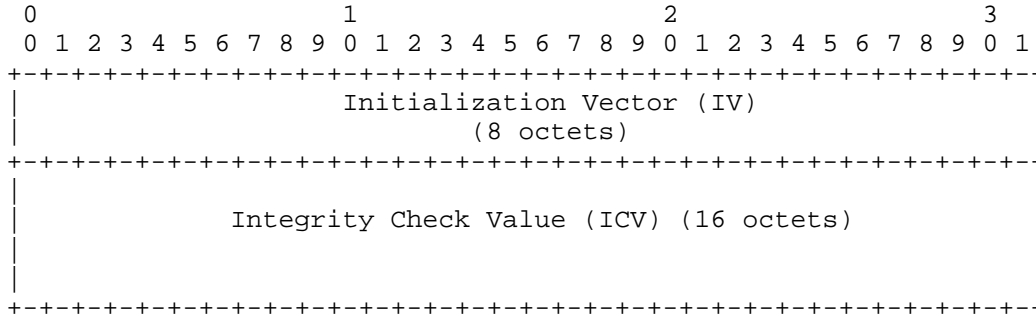 0                   1                   2                   3
 0 1 2 3 4 5 6 7 8 9 0 1 2 3 4 5 6 7 8 9 0 1 2 3 4 5 6 7 8 9 0 1
+-+-+-+-+-+-+-+-+-+-+-+-+-+-+-+-+-+-+-+-+-+-+-+-+-+-+-+-+-+-+-+--
|                    Initialization Vector (IV)
|                            (8 octets)
+-+-+-+-+-+-+-+-+-+-+-+-+-+-+-+-+-+-+-+-+-+-+-+-+-+-+-+-+-+-+-+--
|
|             Integrity Check Value (ICV) (16 octets)
|
|
+-+-+-+-+-+-+-+-+-+-+-+-+-+-+-+-+-+-+-+-+-+-+-+-+-+-+-+-+-+-+-+--